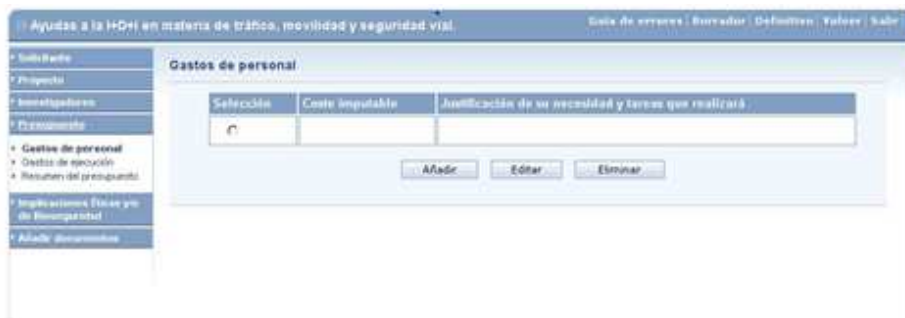 Ayudas a la I+D+i en materia de tráfico, movilidad y seguridad vial.
Guía de errores | Borrador | Definitivo | Volver | Salir
Solicitante
Proyecto
Investigadores
Presupuesto
Gastos de personal
Gastos de ejecución
Resumen del presupuesto
Implicaciones Éticas y/o
de Bioseguridad
Añadir documentos
Gastos de personal
Selección Coste imputable Justificación de su necesidad y tareas que realizará
Añadir Editar Eliminar